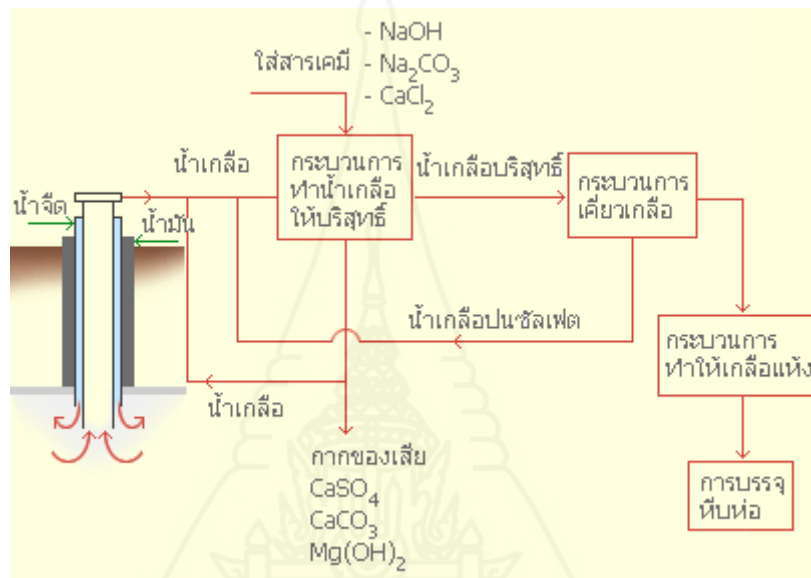 - NaOH
ใส่สารเคมี - Na₂CO₃
- CaCl₂
น้ำเกลือ
กระบวนการ
ทำน้ำเกลือ
ให้บริสุทธิ์
น้ำเกลือบริสุทธิ์
กระบวนการ
เคี่ยวเกลือ
น้ำจืด
น้ำมัน
น้ำเกลือปนซัลเฟต
กระบวนการ
ทำให้เกลือแห้ง
น้ำเกลือ
กากของเสีย
CaSO₄
CaCO₃
Mg(OH)₂
การบรรจุ
หีบห่อ